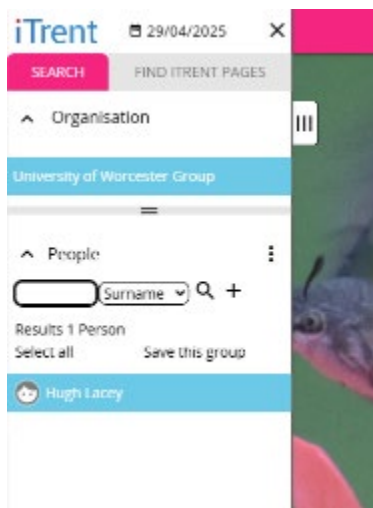 iTrent 29/04/2025
SEARCH FIND ITRENT PAGES
Organisation
University of Worcester Group
People
Surname
Results 1 Person
Select all Save this group
Hugh Lacey